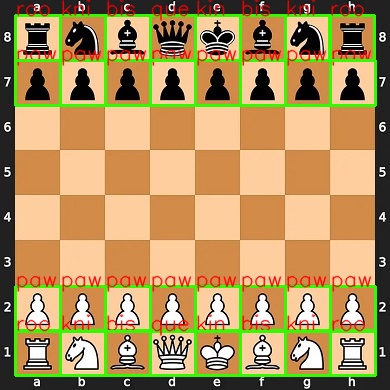 a b c d e f g h
roo kni bis que kin bis kni roo
8 8
paw paw paw paw paw paw paw paw
7 7
6 6
5 5
4 4
3 3
paw paw paw paw paw paw paw paw
2 2
roo kni bis que kin bis kni roo
1 1
a b c d e f g h